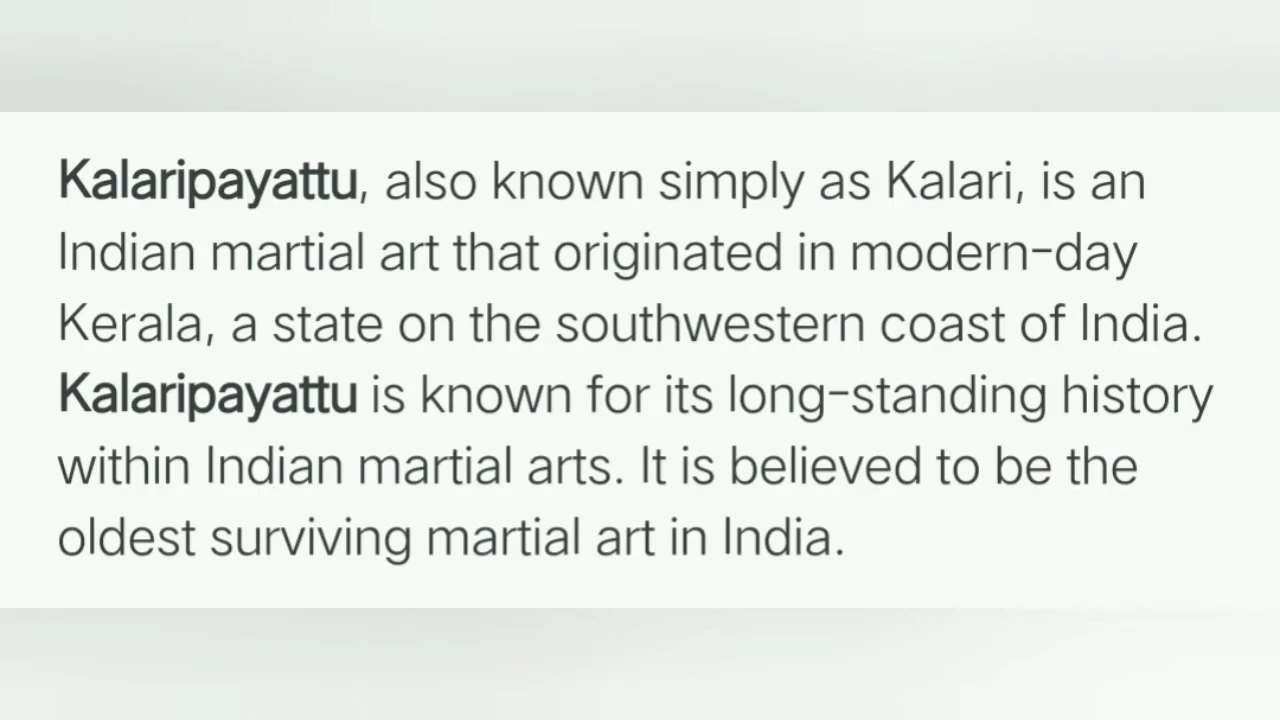 Kalaripayattu, also known simply as Kalari, is an
Indian martial art that originated in modern-day
Kerala, a state on the southwestern coast of India.
Kalaripayattu is known for its long-standing history
within Indian martial arts. It is believed to be the
oldest surviving martial art in India.